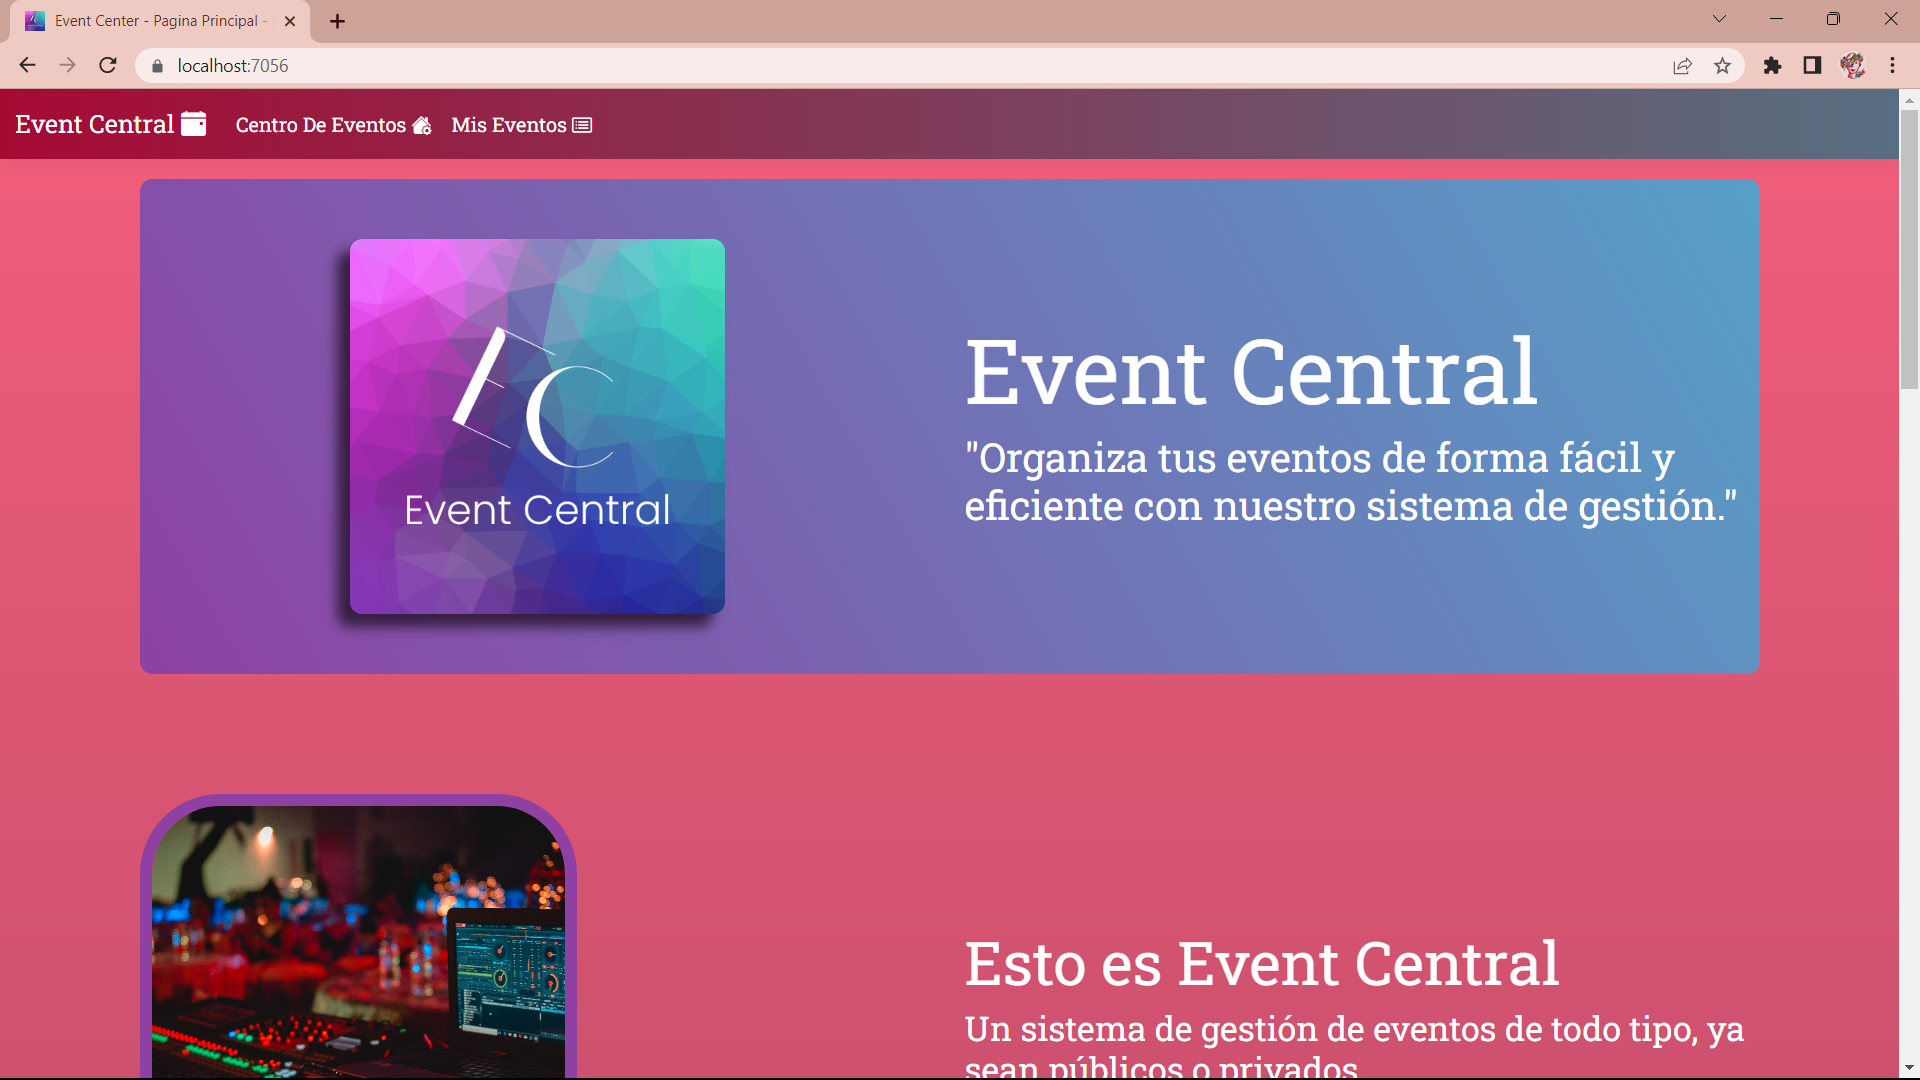 Event Center - Pagina Principal -
localhost:7056
Event Central
Centro De Eventos
Mis Eventos
Event Central
Event Central
"Organiza tus eventos de forma fácil y
eficiente con nuestro sistema de gestión."
Esto es Event Central
Un sistema de gestión de eventos de todo tipo, ya
sean públicos o privados